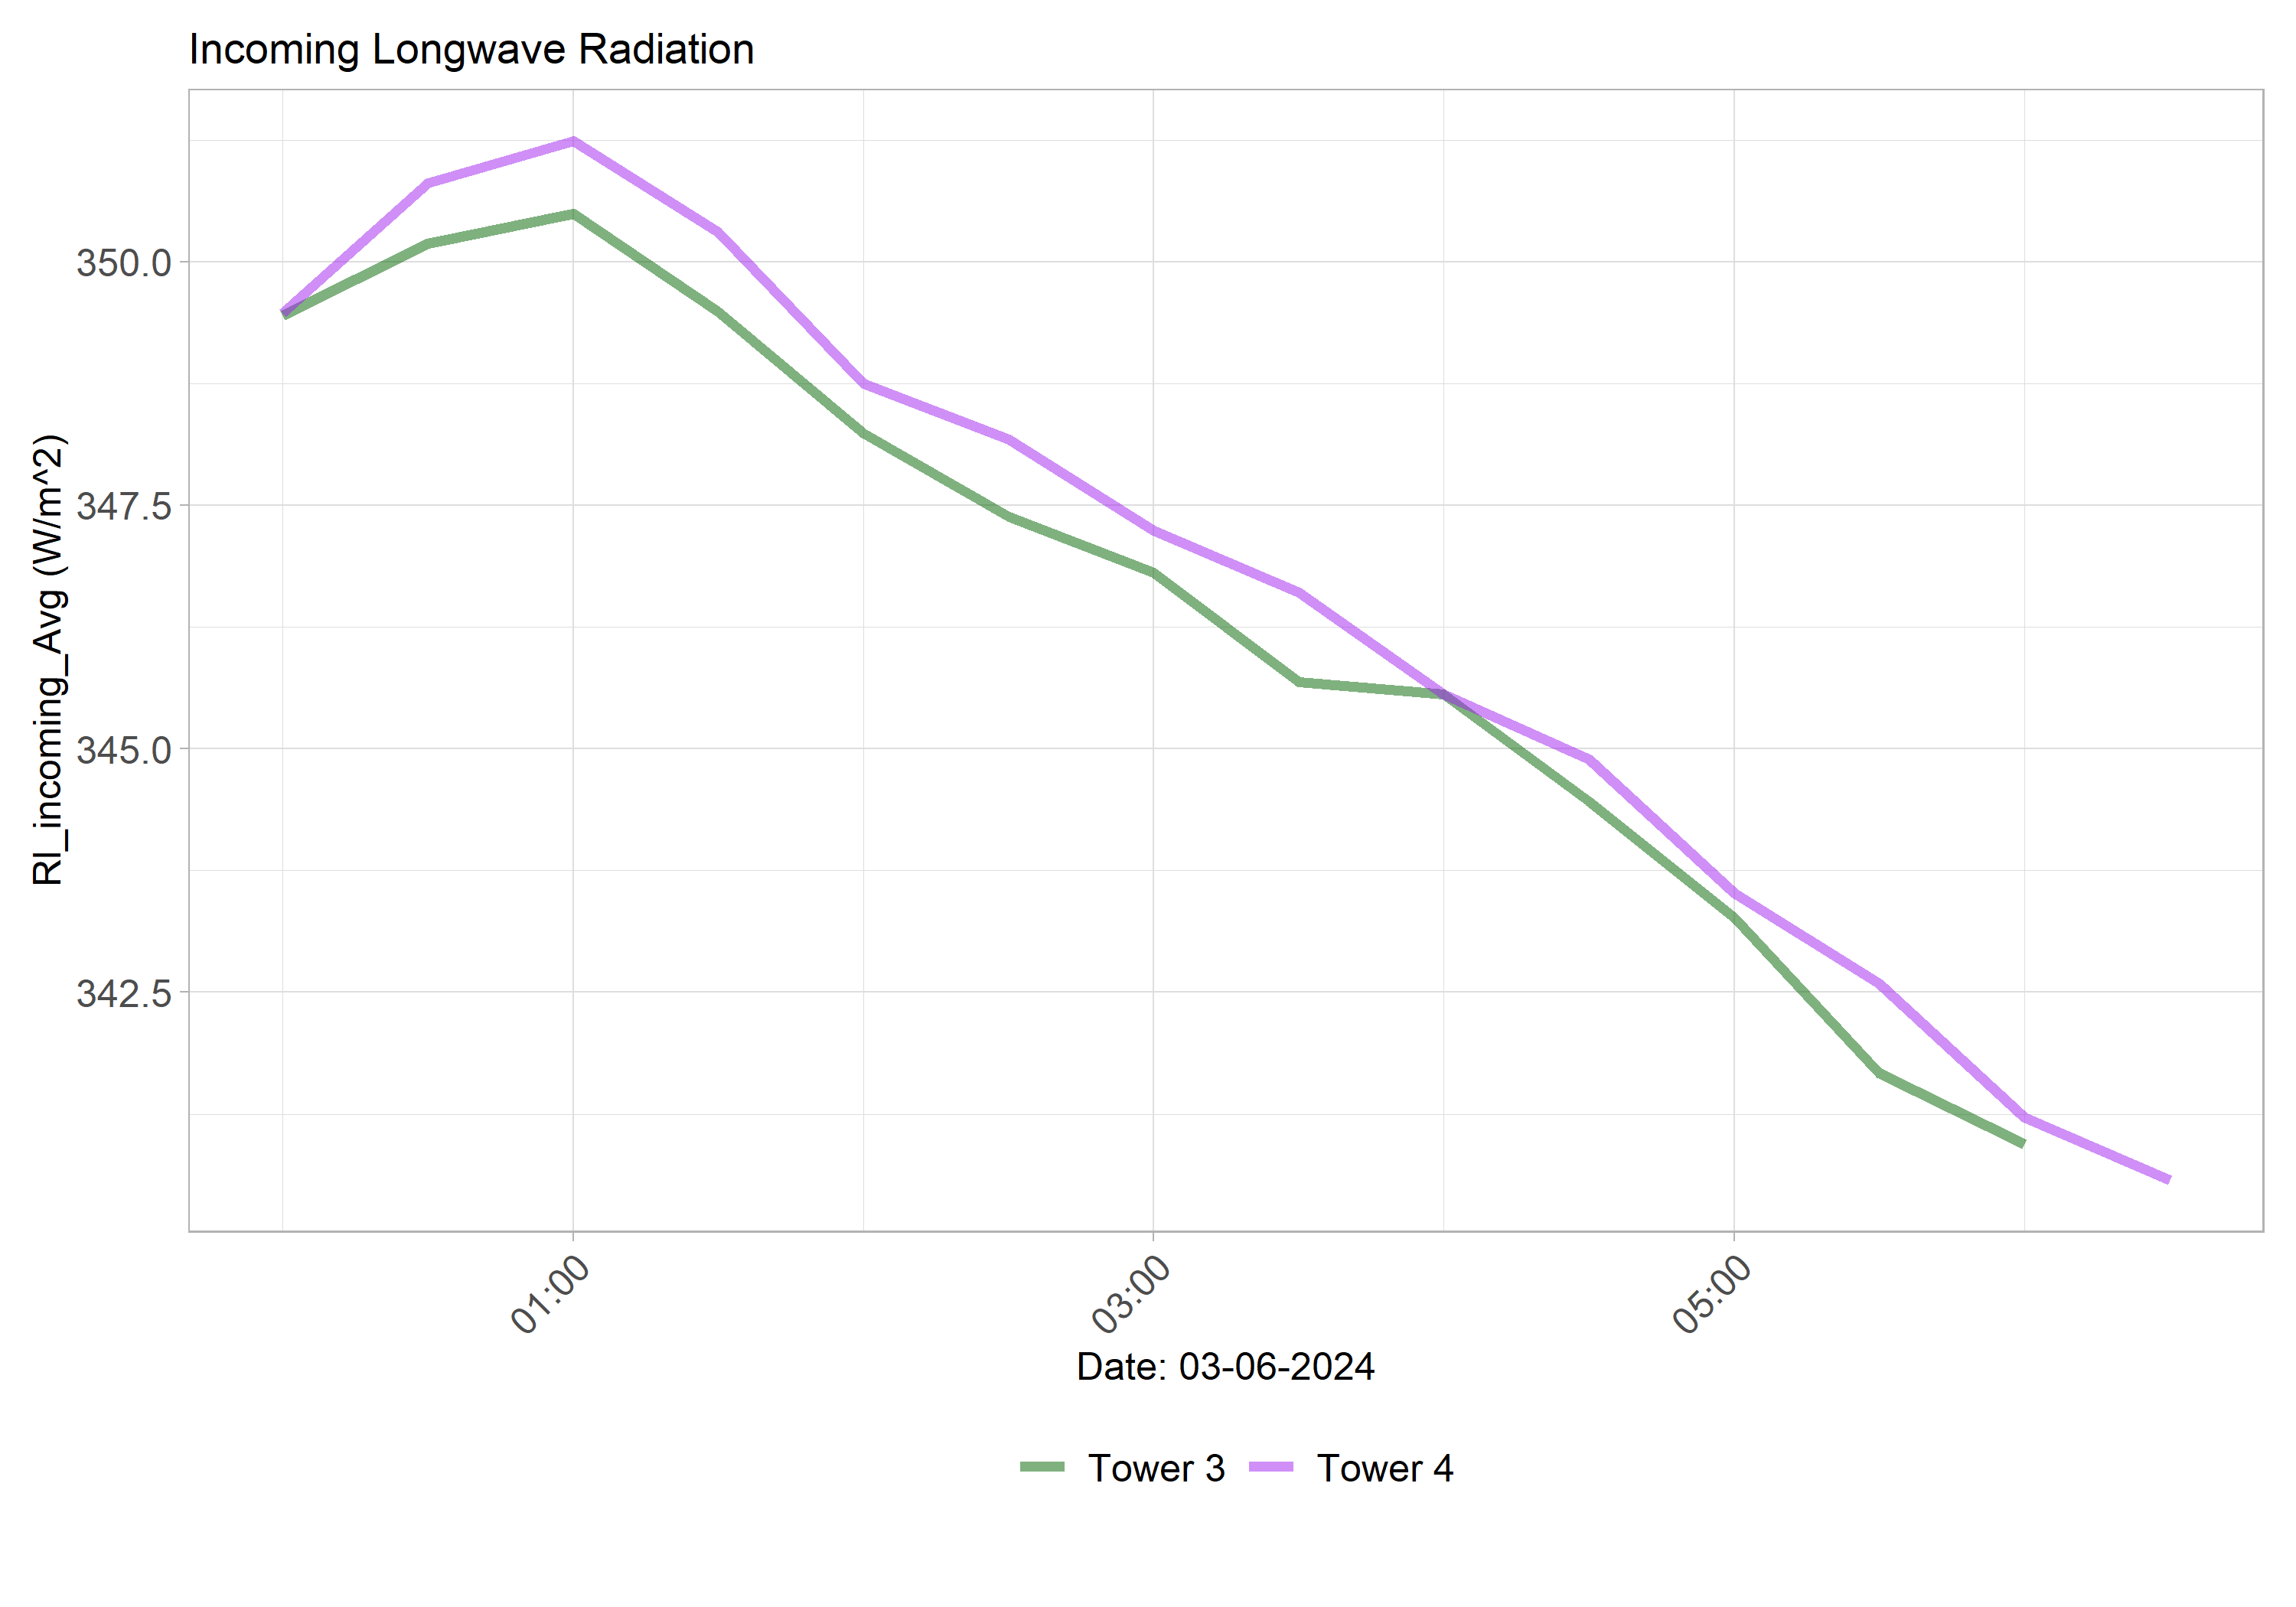 Incoming Longwave Radiation
Rl_incoming_Avg (W/m^2)
350.0
347.5
345.0
342.5
01:00
03:00
05:00
Date: 03-06-2024
Tower 3
Tower 4